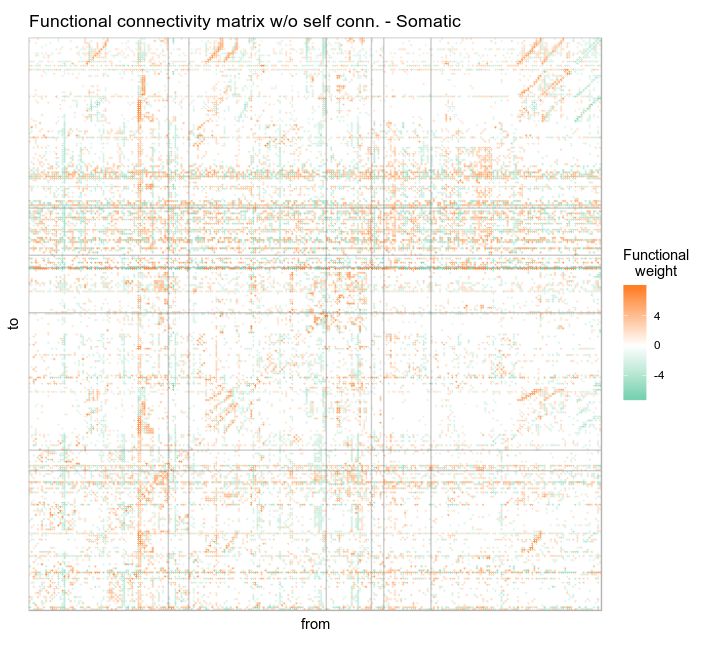 Functional connectivity matrix w/o self conn. - Somatic
to
from
Functional
weight
4
0
-4